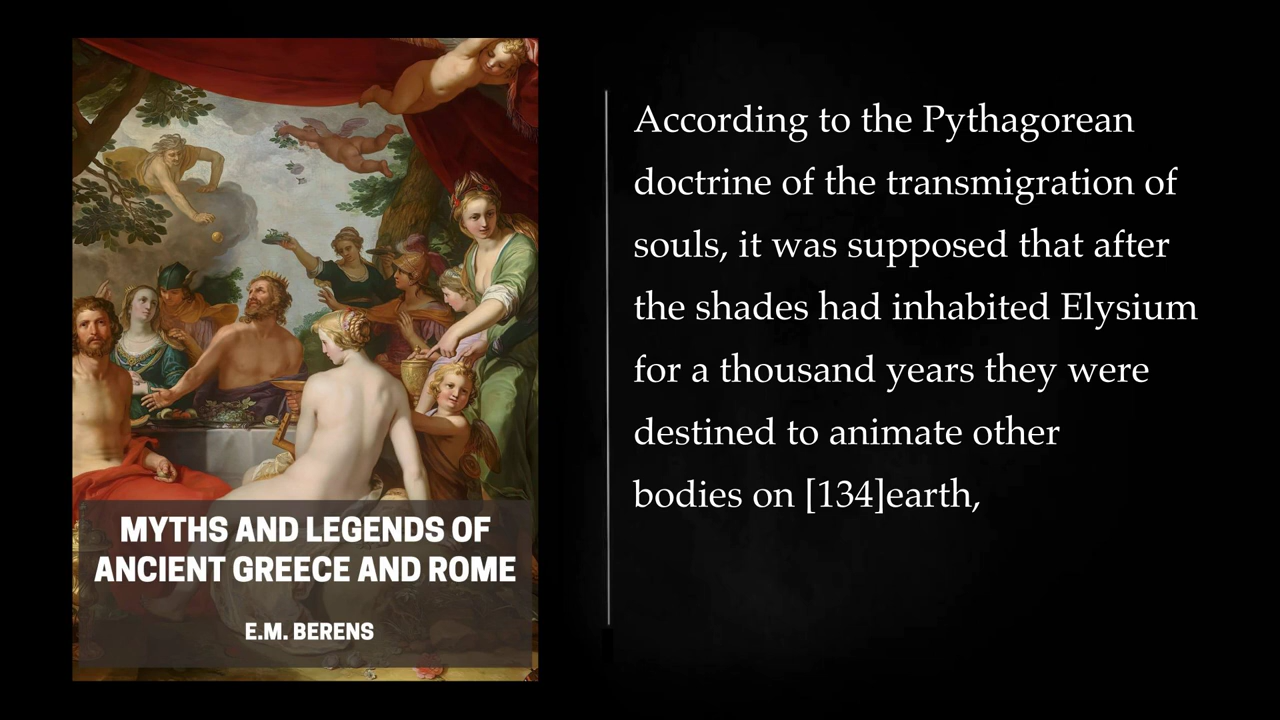 MYTHS AND LEGENDS OF
ANCIENT GREECE AND ROME
E.M. BERENS
According to the Pythagorean
doctrine of the transmigration of
souls, it was supposed that after
the shades had inhabited Elysium
for a thousand years they were
destined to animate other
bodies on [134]earth,